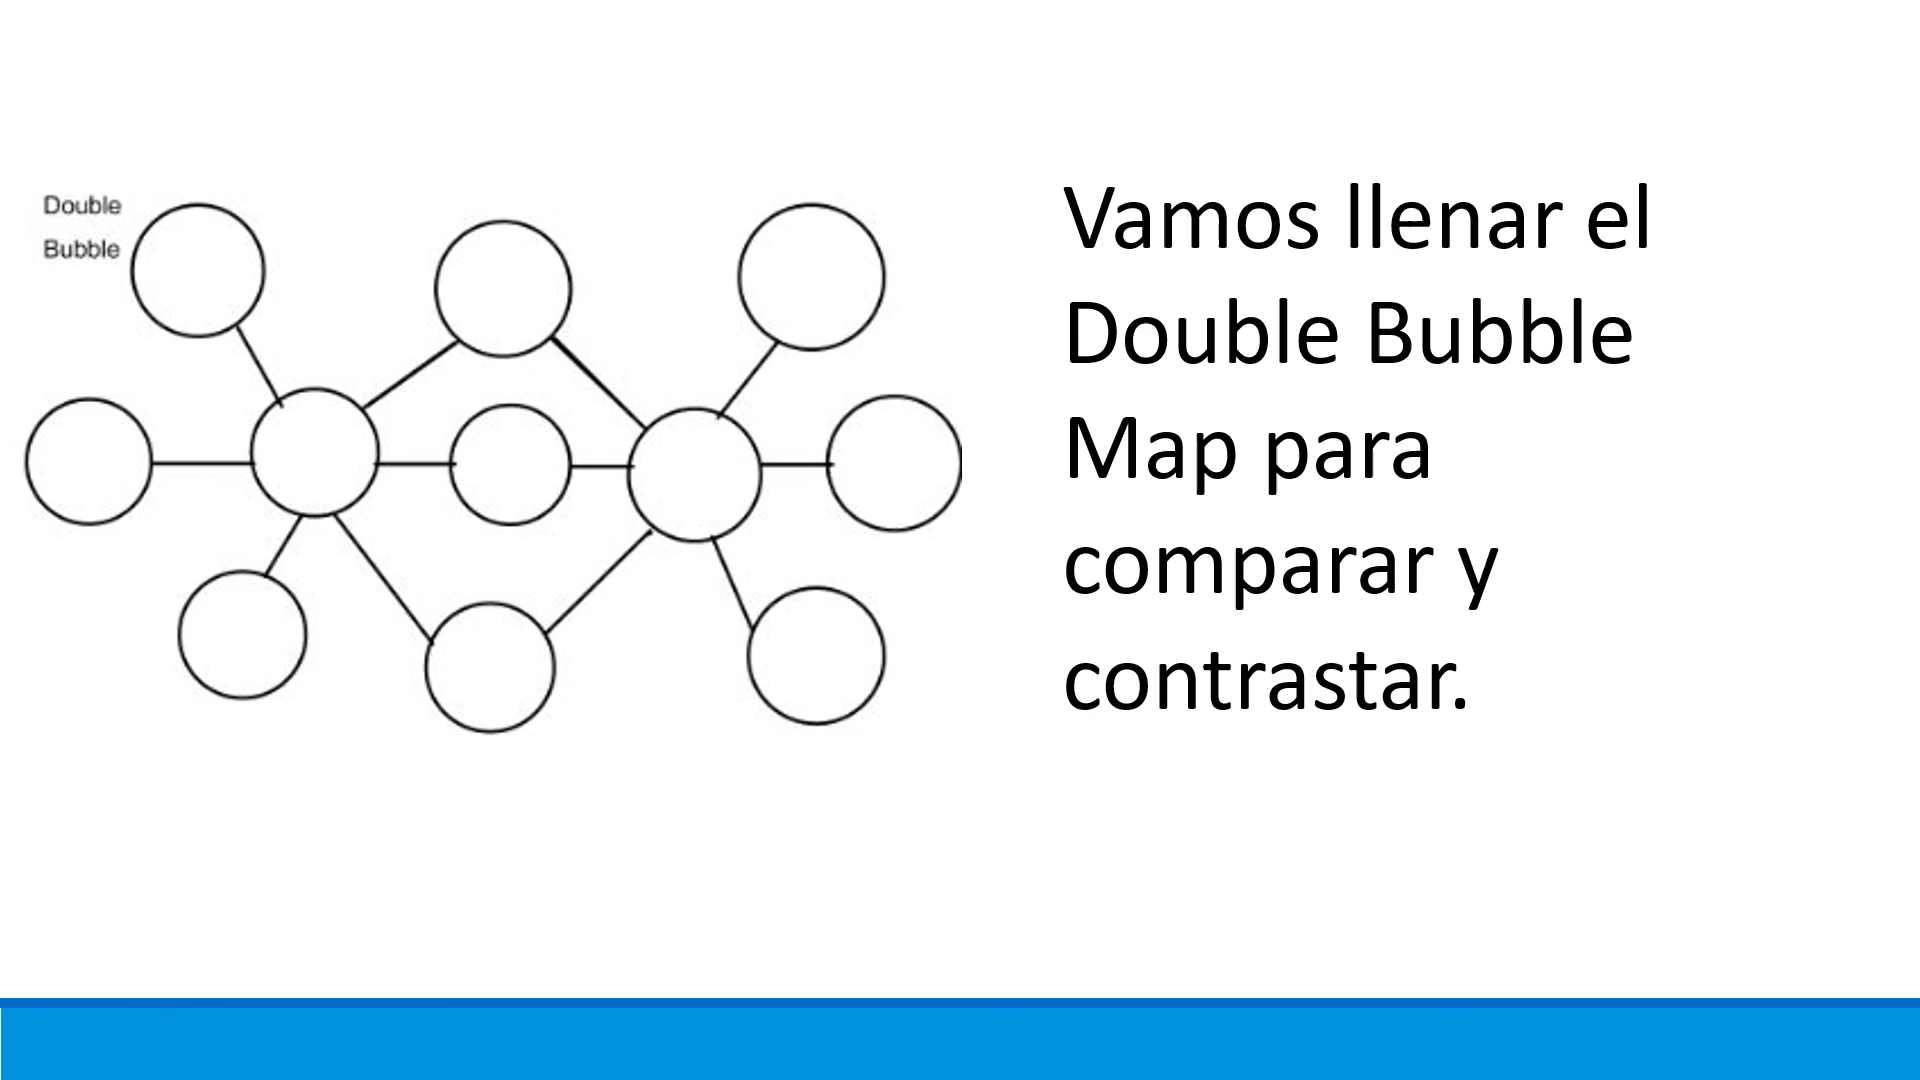 Double
Bubble
Vamos llenar el
Double Bubble
Map para
comparar y
contrastar.